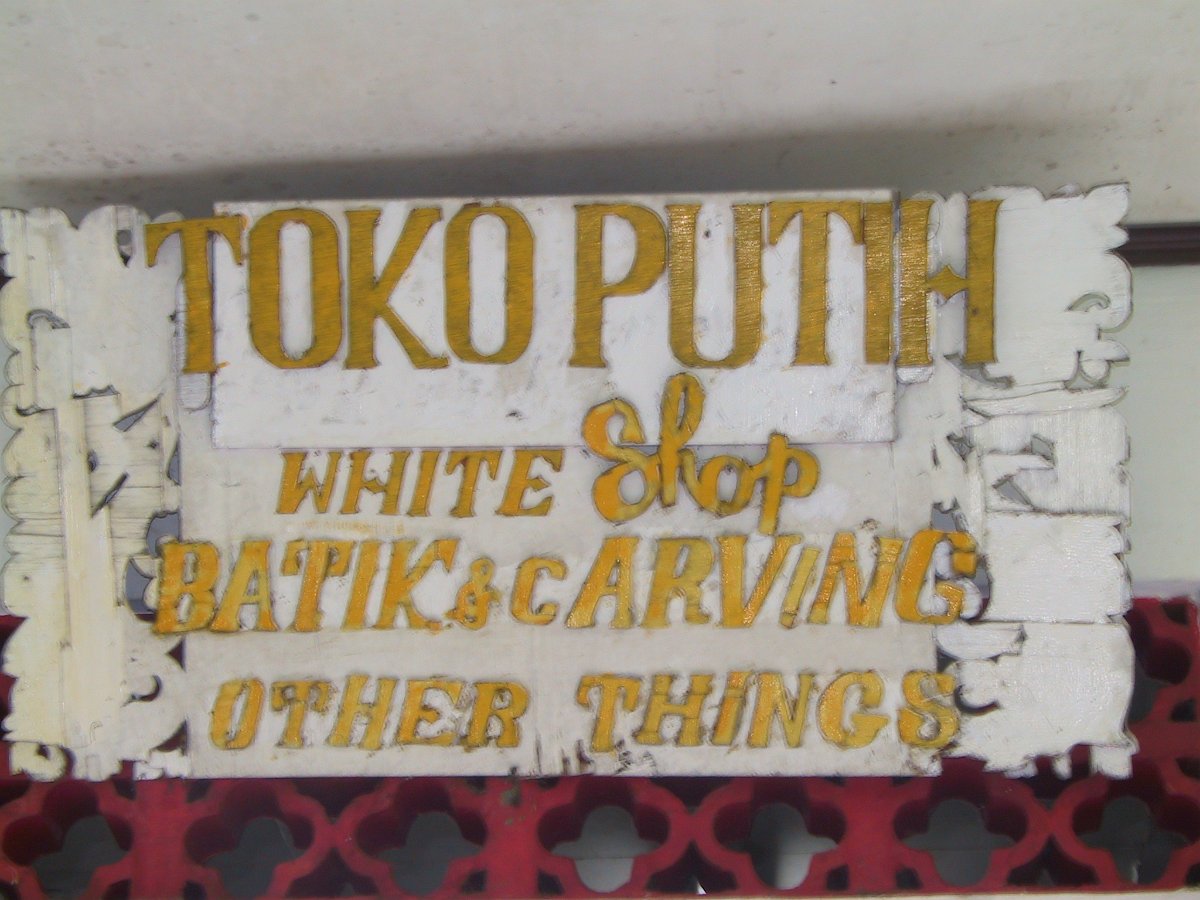 TOKO PUTIH
WHITE Shop
BATIK & CARVING
OTHER THINGS